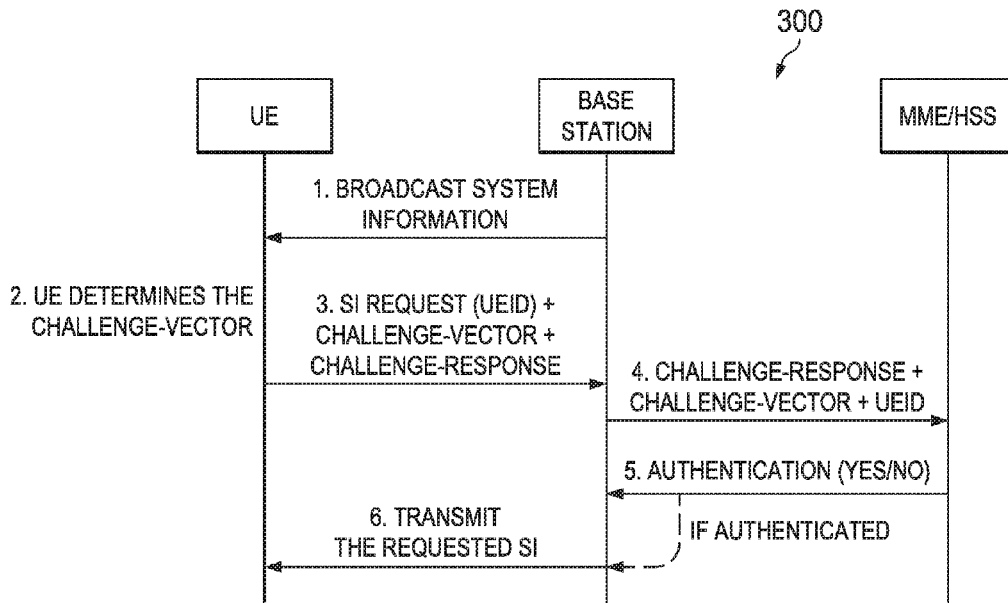 300
UE
BASE
STATION
MME/HSS
1. BROADCAST SYSTEM
INFORMATION
2. UE DETERMINES THE
CHALLENGE-VECTOR
3. SI REQUEST (UEID) +
CHALLENGE-VECTOR +
CHALLENGE-RESPONSE
4. CHALLENGE-RESPONSE +
CHALLENGE-VECTOR + UEID
5. AUTHENTICATION (YES/NO)
6. TRANSMIT
THE REQUESTED SI
IF AUTHENTICATED